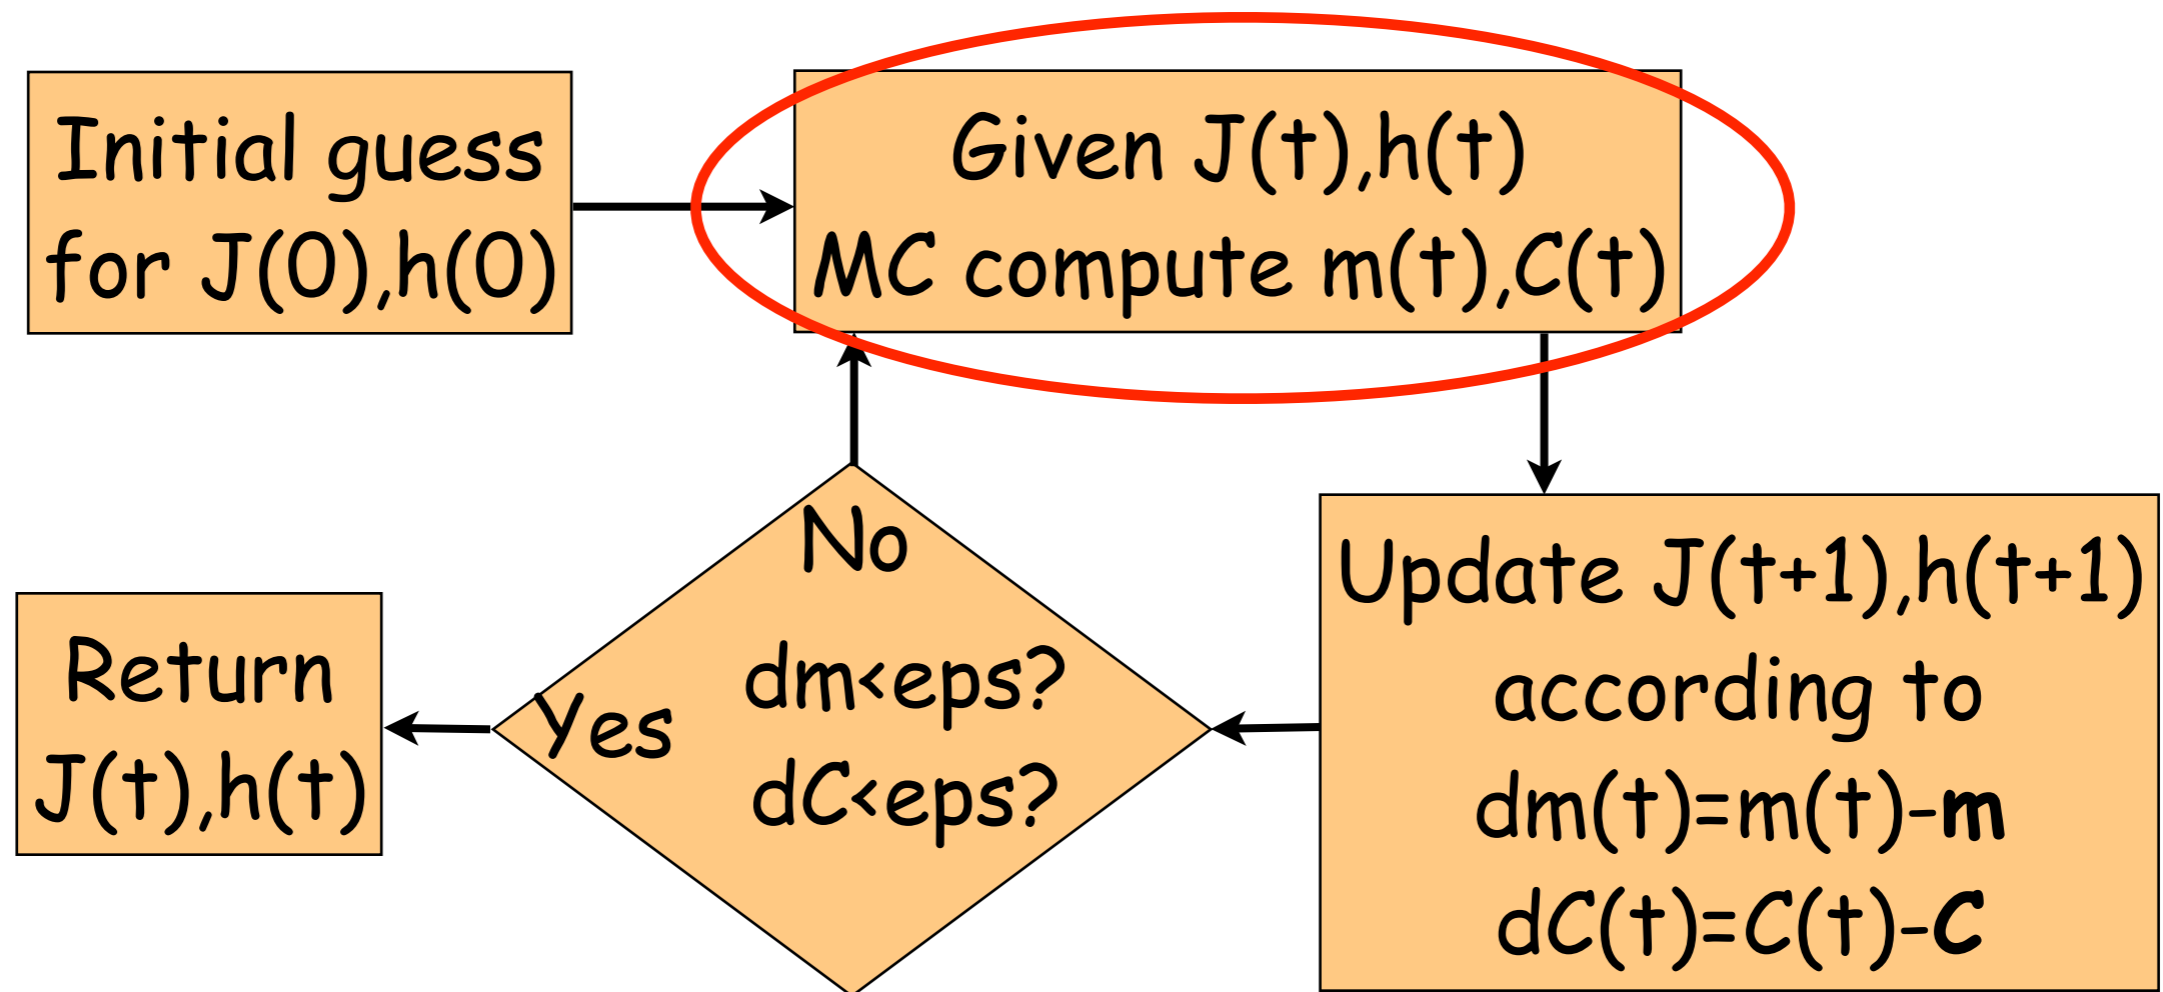 Initial guess
for J(0),h(0)
Given J(t),h(t)
MC compute m(t),C(t)
Update J(t+1),h(t+1)
according to
dm(t)=m(t)-m
dC(t)=C(t)-C
No
dm<eps?
Yes
dC<eps?
Return
J(t),h(t)